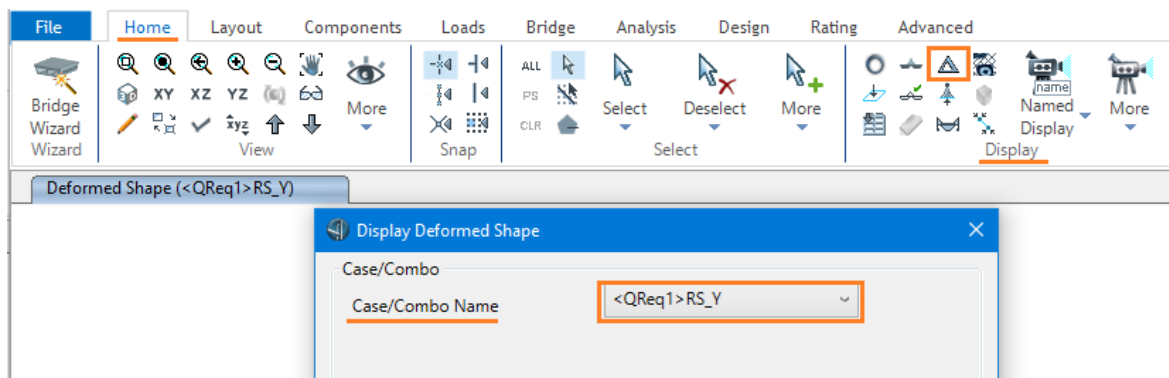 File Home Layout Components Loads Bridge Analysis Design Rating Advanced
XY XZ YZ
ALL
PS
CLR
xyz
name
Bridge
Wizard
More
Select Deselect More
Named
Display
More
Wizard View Snap Select Display
Deformed Shape (<QReq1>RS_Y)
Display Deformed Shape
Case/Combo
Case/Combo Name <QReq1>RS_Y